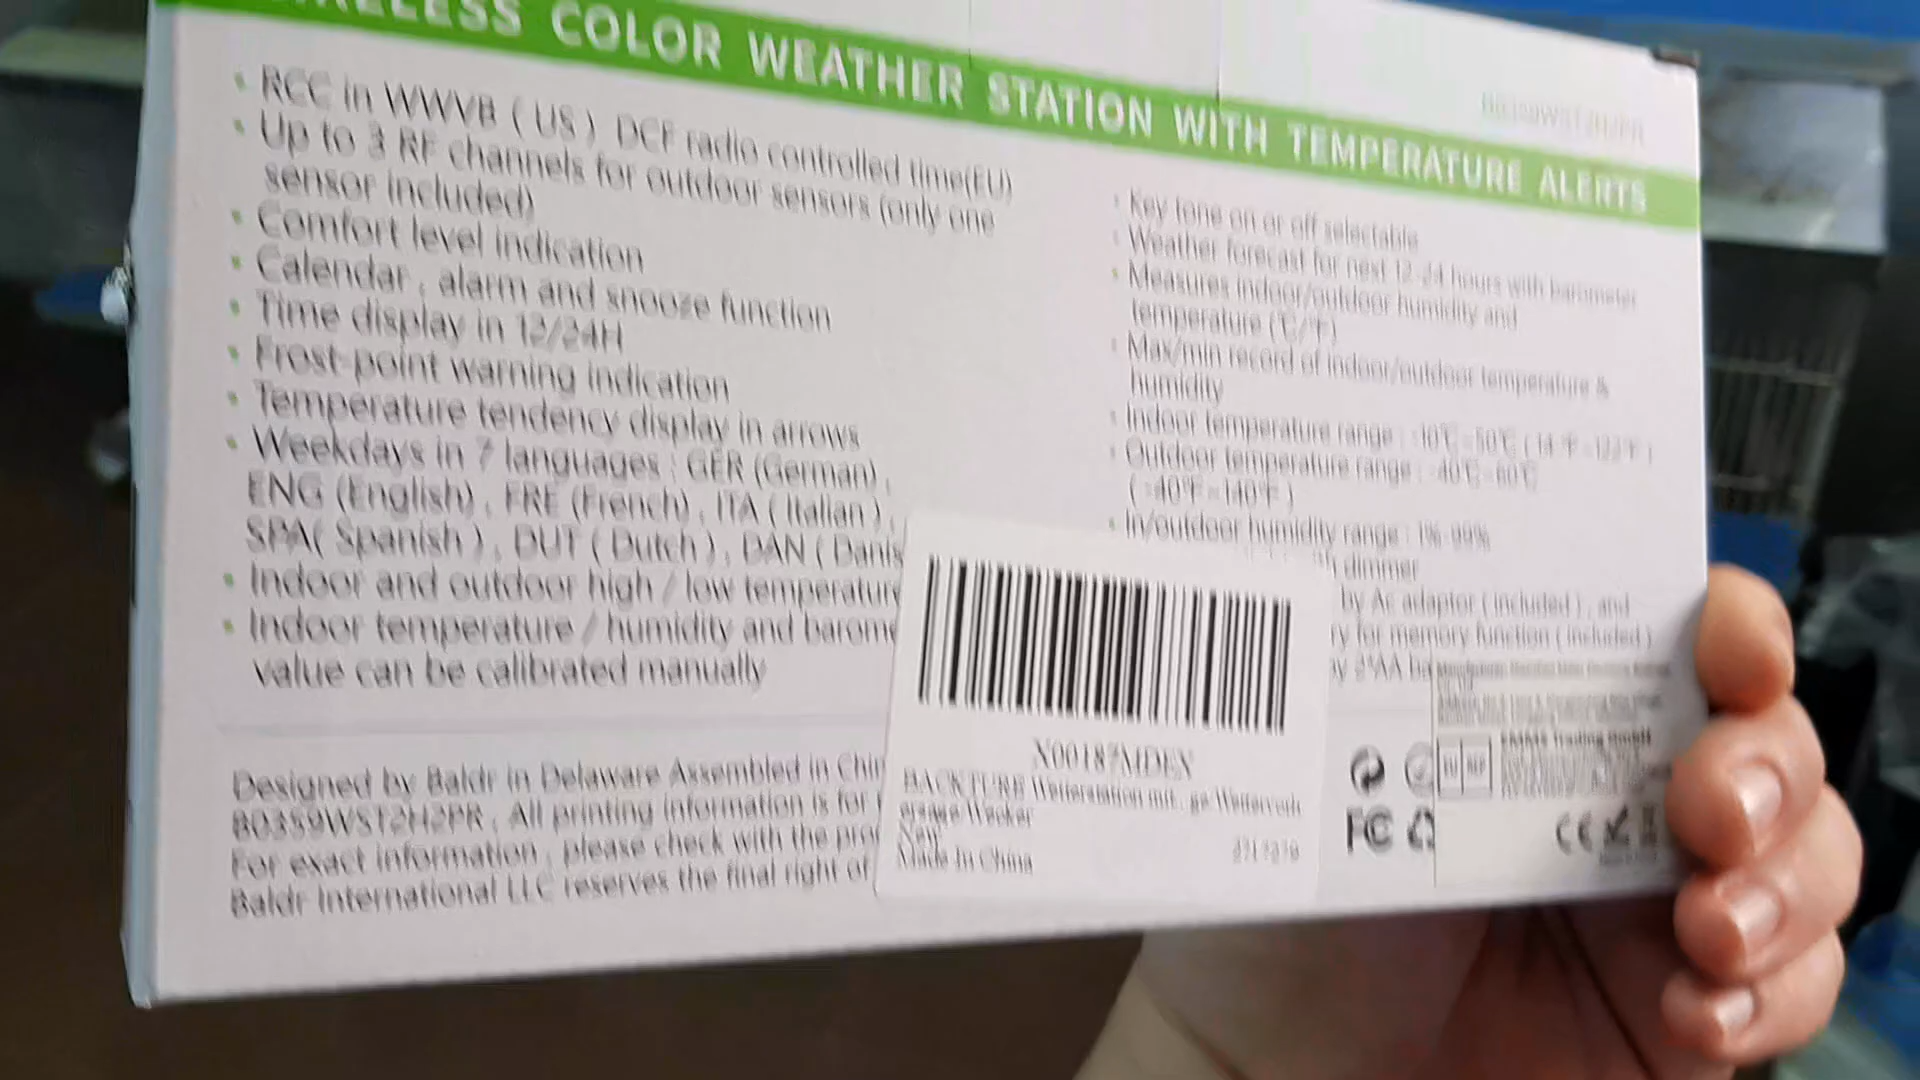 COLOR WEATHER STATION WITH TEMPERATURE ALERTS
• RCC in WWVB ( US ) DCF radio controlled time(EU)
• Up to 3 RF channels for outdoor sensors (only one
sensor included)
• Comfort level indication
• Calendar , alarm and snooze function
• Time display in 12/24H
• Frost-point warning indication
• Temperature tendency display in arrows
• Weekdays in 7 languages : GER (German) ,
ENG (English) , FRE (French) , ITA ( Italian ) ,
SPA( Spanish ) , DUT ( Dutch ) , DAN ( Danis
• Indoor and outdoor high / low temperature
• Indoor temperature / humidity and barome
value can be calibrated manually
• Key tone on or off selectable
• Weather forecast for next 12-24 hours with barometer
• Measures indoor/outdoor humidity and
temperature (℃/℉)
• Max/min record of indoor/outdoor temperature &
humidity
• Indoor temperature range : -10℃~50℃ ( 14 ℉~122℉ )
• Outdoor temperature range : -40℃~60℃
( -40℉~140℉ )
• In/outdoor humidity range : 1%-99%
dimmer
by Ac adaptor ( included ) , and
ry for memory function ( included )
Designed by Baldr in Delaware Assembled in Chin
B0359WST2H2PR , All printing information is for
For exact information , please check with the pro
Baldr International LLC reserves the final right of
X00187MDEX
Wetterstation mit
Wecker
New
Made In China
FC
CE